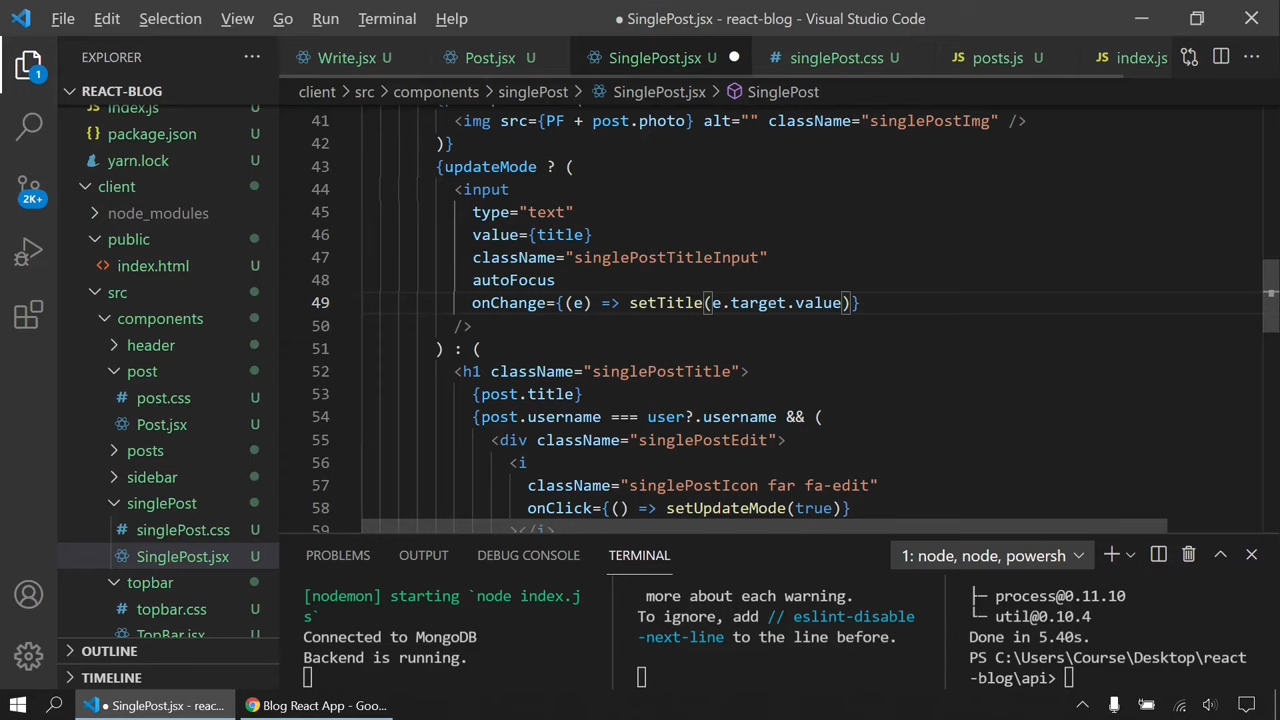 File Edit Selection View Go Run Terminal Help
● SinglePost.jsx - react-blog - Visual Studio Code
EXPLORER
REACT-BLOG
index.js U
package.json U
yarn.lock U
client
node_modules
public
index.html U
src
components
header
post
post.css U
Post.jsx U
posts
sidebar
singlePost
singlePost.css U
SinglePost.jsx U
topbar
topbar.css U
TopBar.jsx U
OUTLINE
TIMELINE
1
2K+
Write.jsx U Post.jsx U SinglePost.jsx U singlePost.css U JS posts.js U JS index.js U
client > src > components > singlePost > SinglePost.jsx > SinglePost
41 <img src={PF + post.photo} alt="" className="singlePostImg" />
42 )}
43 {updateMode ? (
44 <input
45 type="text"
46 value={title}
47 className="singlePostTitleInput"
48 autoFocus
49 onChange={(e) => setTitle(e.target.value)}
50 />
51 ) : (
52 <h1 className="singlePostTitle">
53 {post.title}
54 {post.username === user?.username && (
55 <div className="singlePostEdit">
56 <i
57 className="singlePostIcon far fa-edit"
58 onClick={() => setUpdateMode(true)}
59 ></i>
PROBLEMS OUTPUT DEBUG CONSOLE TERMINAL
1: node, node, powersh
[nodemon] starting `node index.j
s`
Connected to MongoDB
Backend is running.
more about each warning.
To ignore, add // eslint-disable
-next-line to the line before.
├─ process@0.11.10
└─ util@0.10.4
Done in 5.40s.
PS C:\Users\Course\Desktop\react
-blog\api>
● SinglePost.jsx - reac...
Blog React App - Goo...